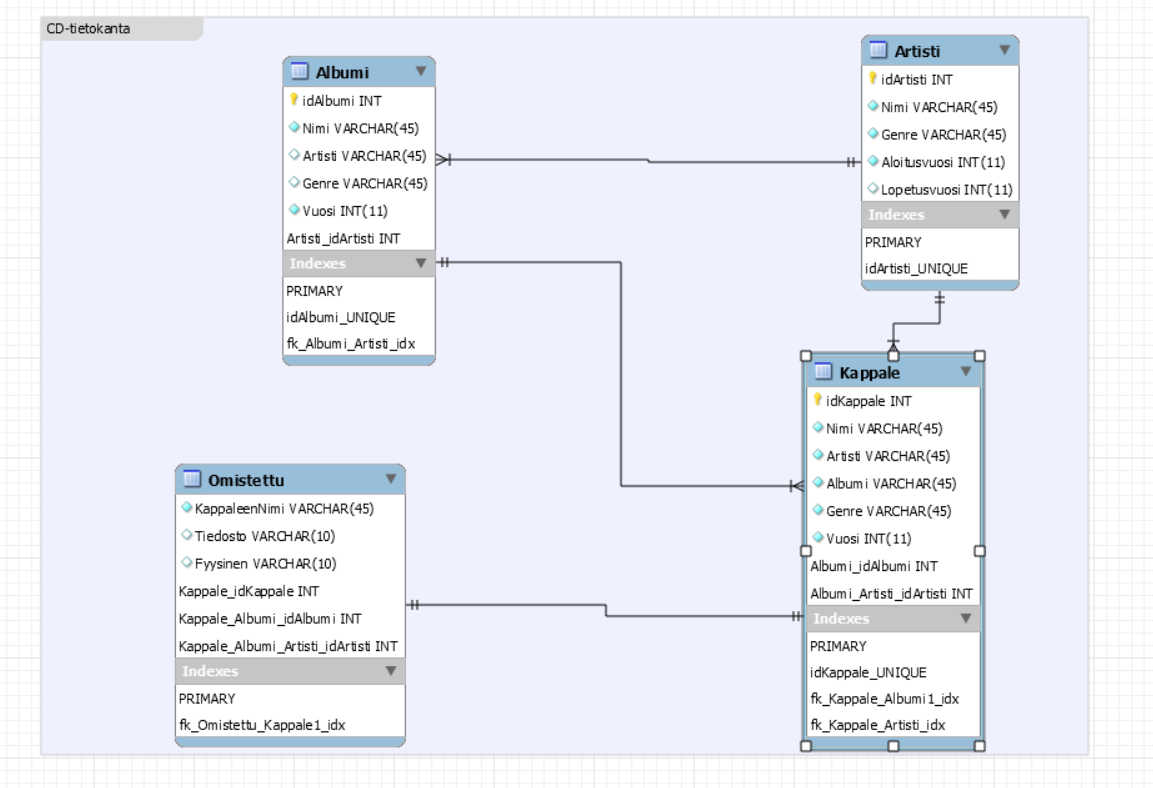 CD-tietokanta
Albumi
idAlbumi INT
Nimi VARCHAR(45)
Artisti VARCHAR(45)
Genre VARCHAR(45)
Vuosi INT(11)
Artisti_idArtisti INT
Indexes
PRIMARY
idAlbumi_UNIQUE
fk_Albumi_Artisti_idx
Artisti
idArtisti INT
Nimi VARCHAR(45)
Genre VARCHAR(45)
Aloitusvuosi INT(11)
Lopetusvuosi INT(11)
Indexes
PRIMARY
idArtisti_UNIQUE
Kappale
idKappale INT
Nimi VARCHAR(45)
Artisti VARCHAR(45)
Albumi VARCHAR(45)
Genre VARCHAR(45)
Vuosi INT(11)
Albumi_idAlbumi INT
Albumi_Artisti_idArtisti INT
Indexes
PRIMARY
idKappale_UNIQUE
fk_Kappale_Albumi1_idx
fk_Kappale_Artisti_idx
Omistettu
KappaleenNimi VARCHAR(45)
Tiedosto VARCHAR(10)
Fyysinen VARCHAR(10)
Kappale_idKappale INT
Kappale_Albumi_idAlbumi INT
Kappale_Albumi_Artisti_idArtisti INT
Indexes
PRIMARY
fk_Omistettu_Kappale1_idx